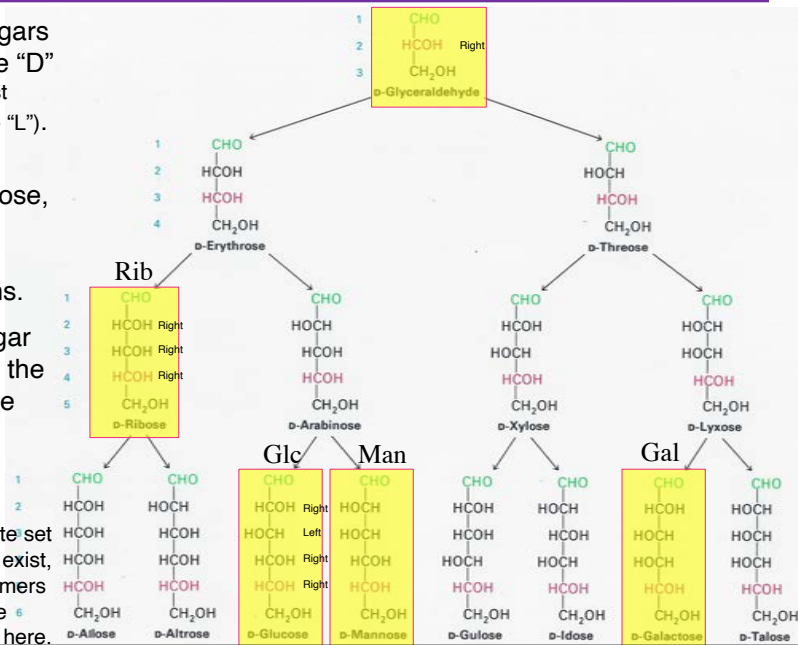 gars
e “D”
st
“L”).
ose,
ns.
gar
the
e
te set
exist,
mers
e
here.
1 CHO
2 HCOH Right
3 CH₂OH
D-Glyceraldehyde
1 CHO CHO
2 HCOH HOCH
3 HCOH HCOH
4 CH₂OH CH₂OH
D-Erythrose D-Threose
Rib
1 CHO CHO CHO CHO
2 HCOH Right HOCH HCOH HOCH
3 HCOH Right HCOH HOCH HOCH
4 HCOH Right HCOH HCOH HCOH
5 CH₂OH CH₂OH CH₂OH CH₂OH
D-Ribose D-Arabinose D-Xylose D-Lyxose
Glc Man Gal
1 CHO CHO CHO CHO CHO CHO CHO CHO
2 HCOH HOCH HCOH Right HOCH HCOH HOCH HCOH HOCH
HCOH HCOH HOCH Left HOCH HCOH HCOH HOCH HOCH
HCOH HCOH HCOH Right HCOH HOCH HOCH HOCH HOCH
HCOH HCOH HCOH Right HCOH HCOH HCOH HCOH HCOH
6 CH₂OH CH₂OH CH₂OH CH₂OH CH₂OH CH₂OH CH₂OH CH₂OH
D-Allose D-Altrose D-Glucose D-Mannose D-Gulose D-Idose D-Galactose D-Talose